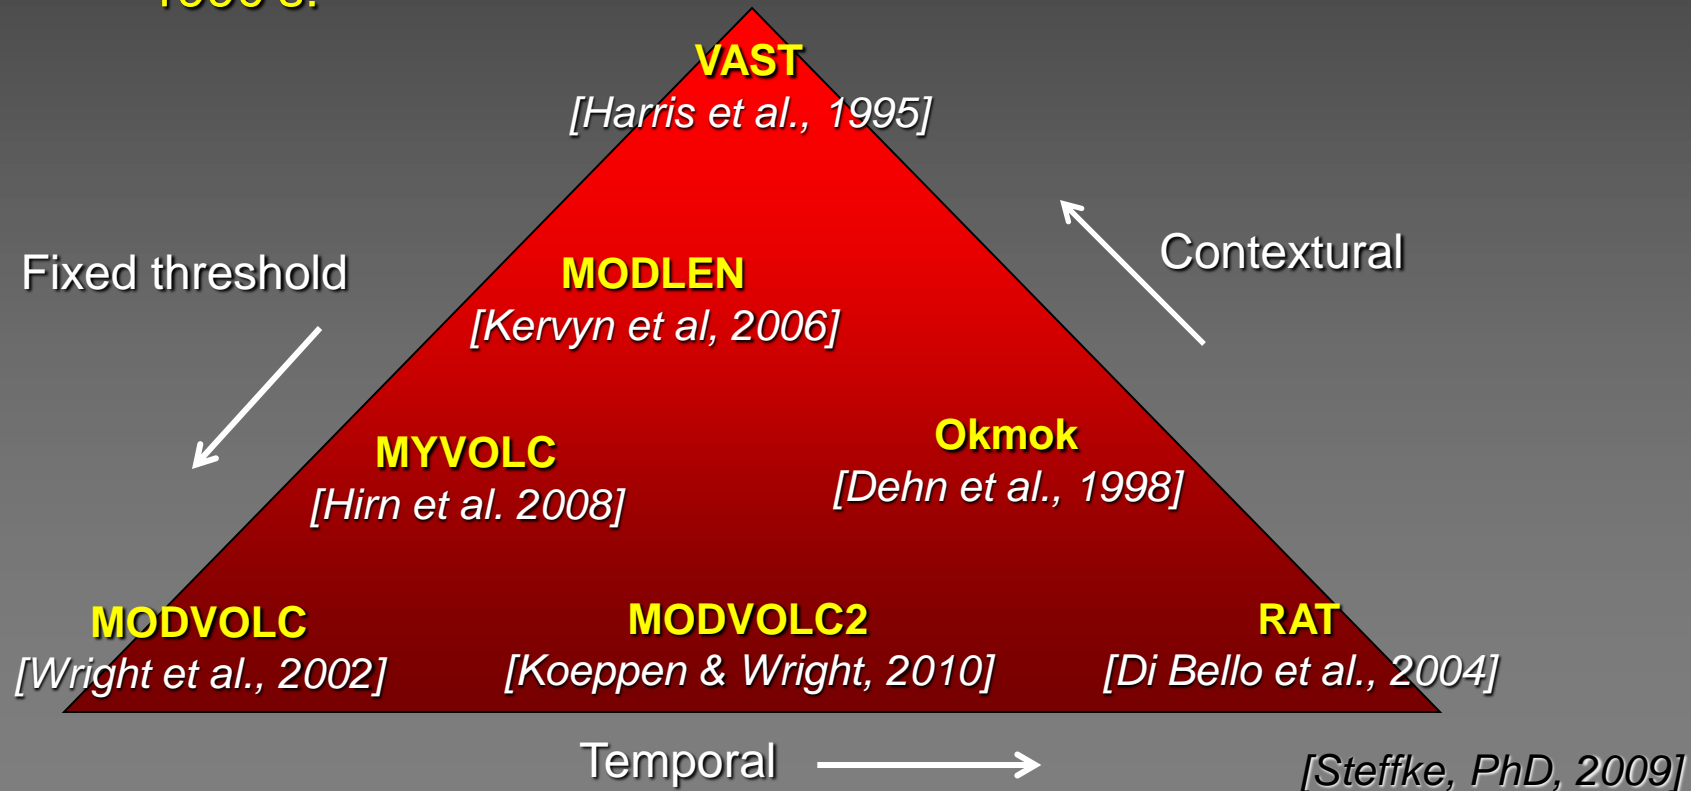 VAST
[Harris et al., 1995]
Fixed threshold
Contextural
MODLEN
[Kervyn et al, 2006]
MYVOLC
[Hirn et al. 2008]
Okmok
[Dehn et al., 1998]
MODVOLC
[Wright et al., 2002]
MODVOLC2
[Koeppen & Wright, 2010]
RAT
[Di Bello et al., 2004]
Temporal
[Steffke, PhD, 2009]